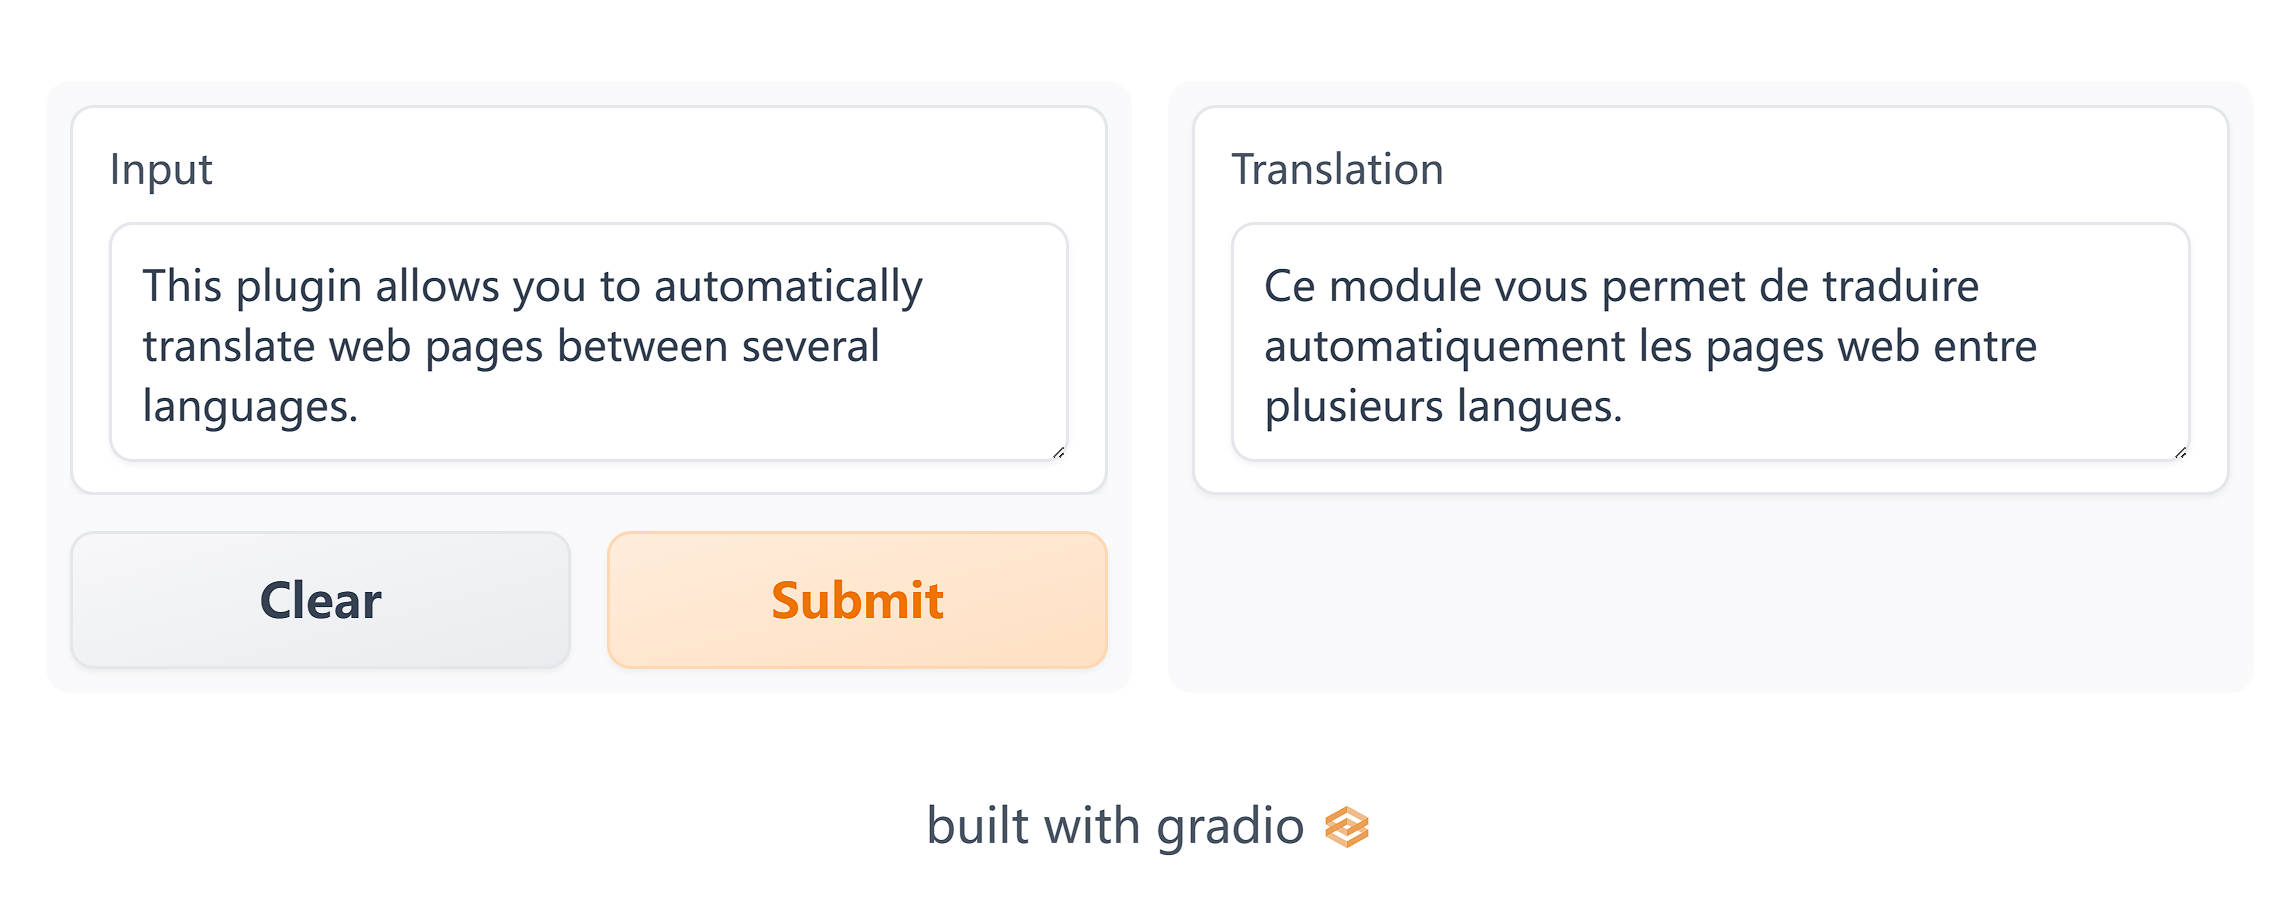 Input
This plugin allows you to automatically
translate web pages between several
languages.
Clear
Submit
Translation
Ce module vous permet de traduire
automatiquement les pages web entre
plusieurs langues.
built with gradio